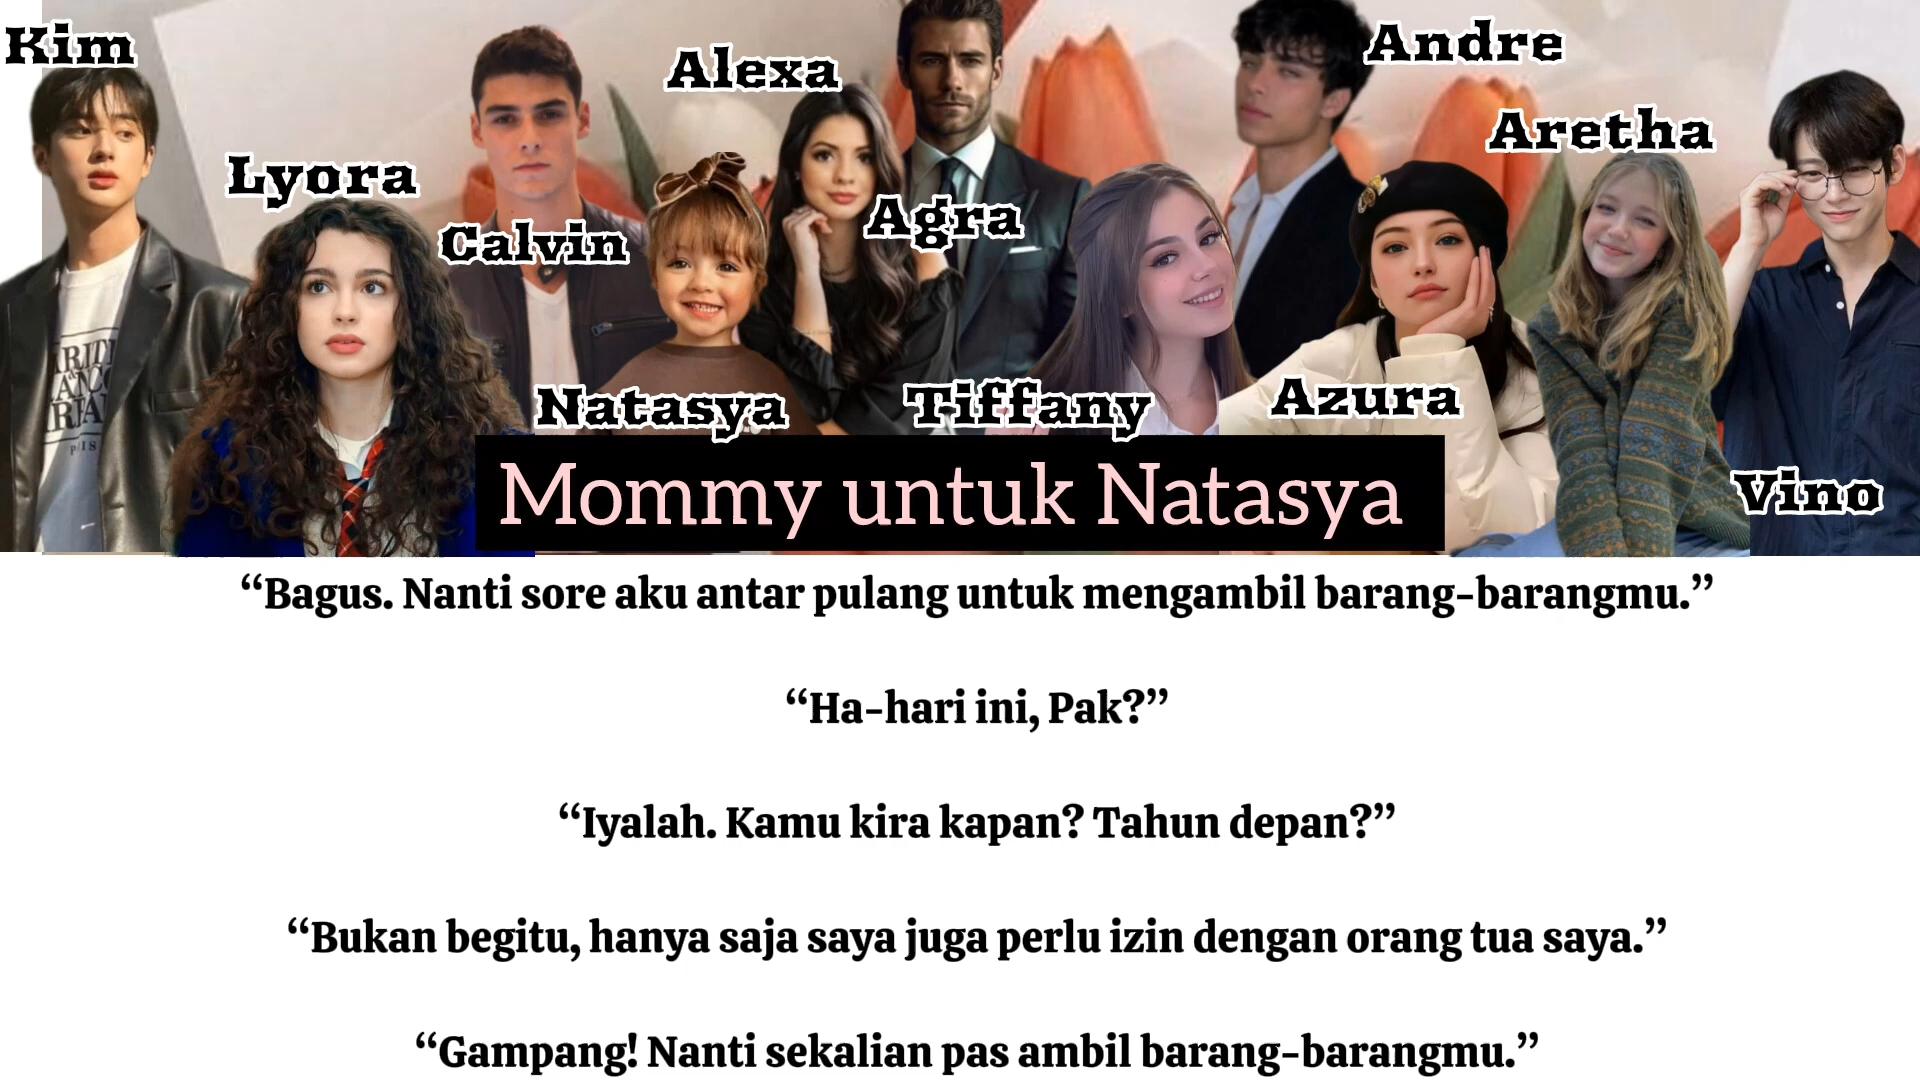 Kim
Andre
Alexa
Aretha
Lyora
Agra
Calvin
Natasya
Tiffany
Azura
Vino
Mommy untuk Natasya
“Bagus. Nanti sore aku antar pulang untuk mengambil barang-barangmu.”
“Ha-hari ini, Pak?”
“Iyalah. Kamu kira kapan? Tahun depan?”
“Bukan begitu, hanya saja saya juga perlu izin dengan orang tua saya.”
“Gampang! Nanti sekalian pas ambil barang-barangmu.”